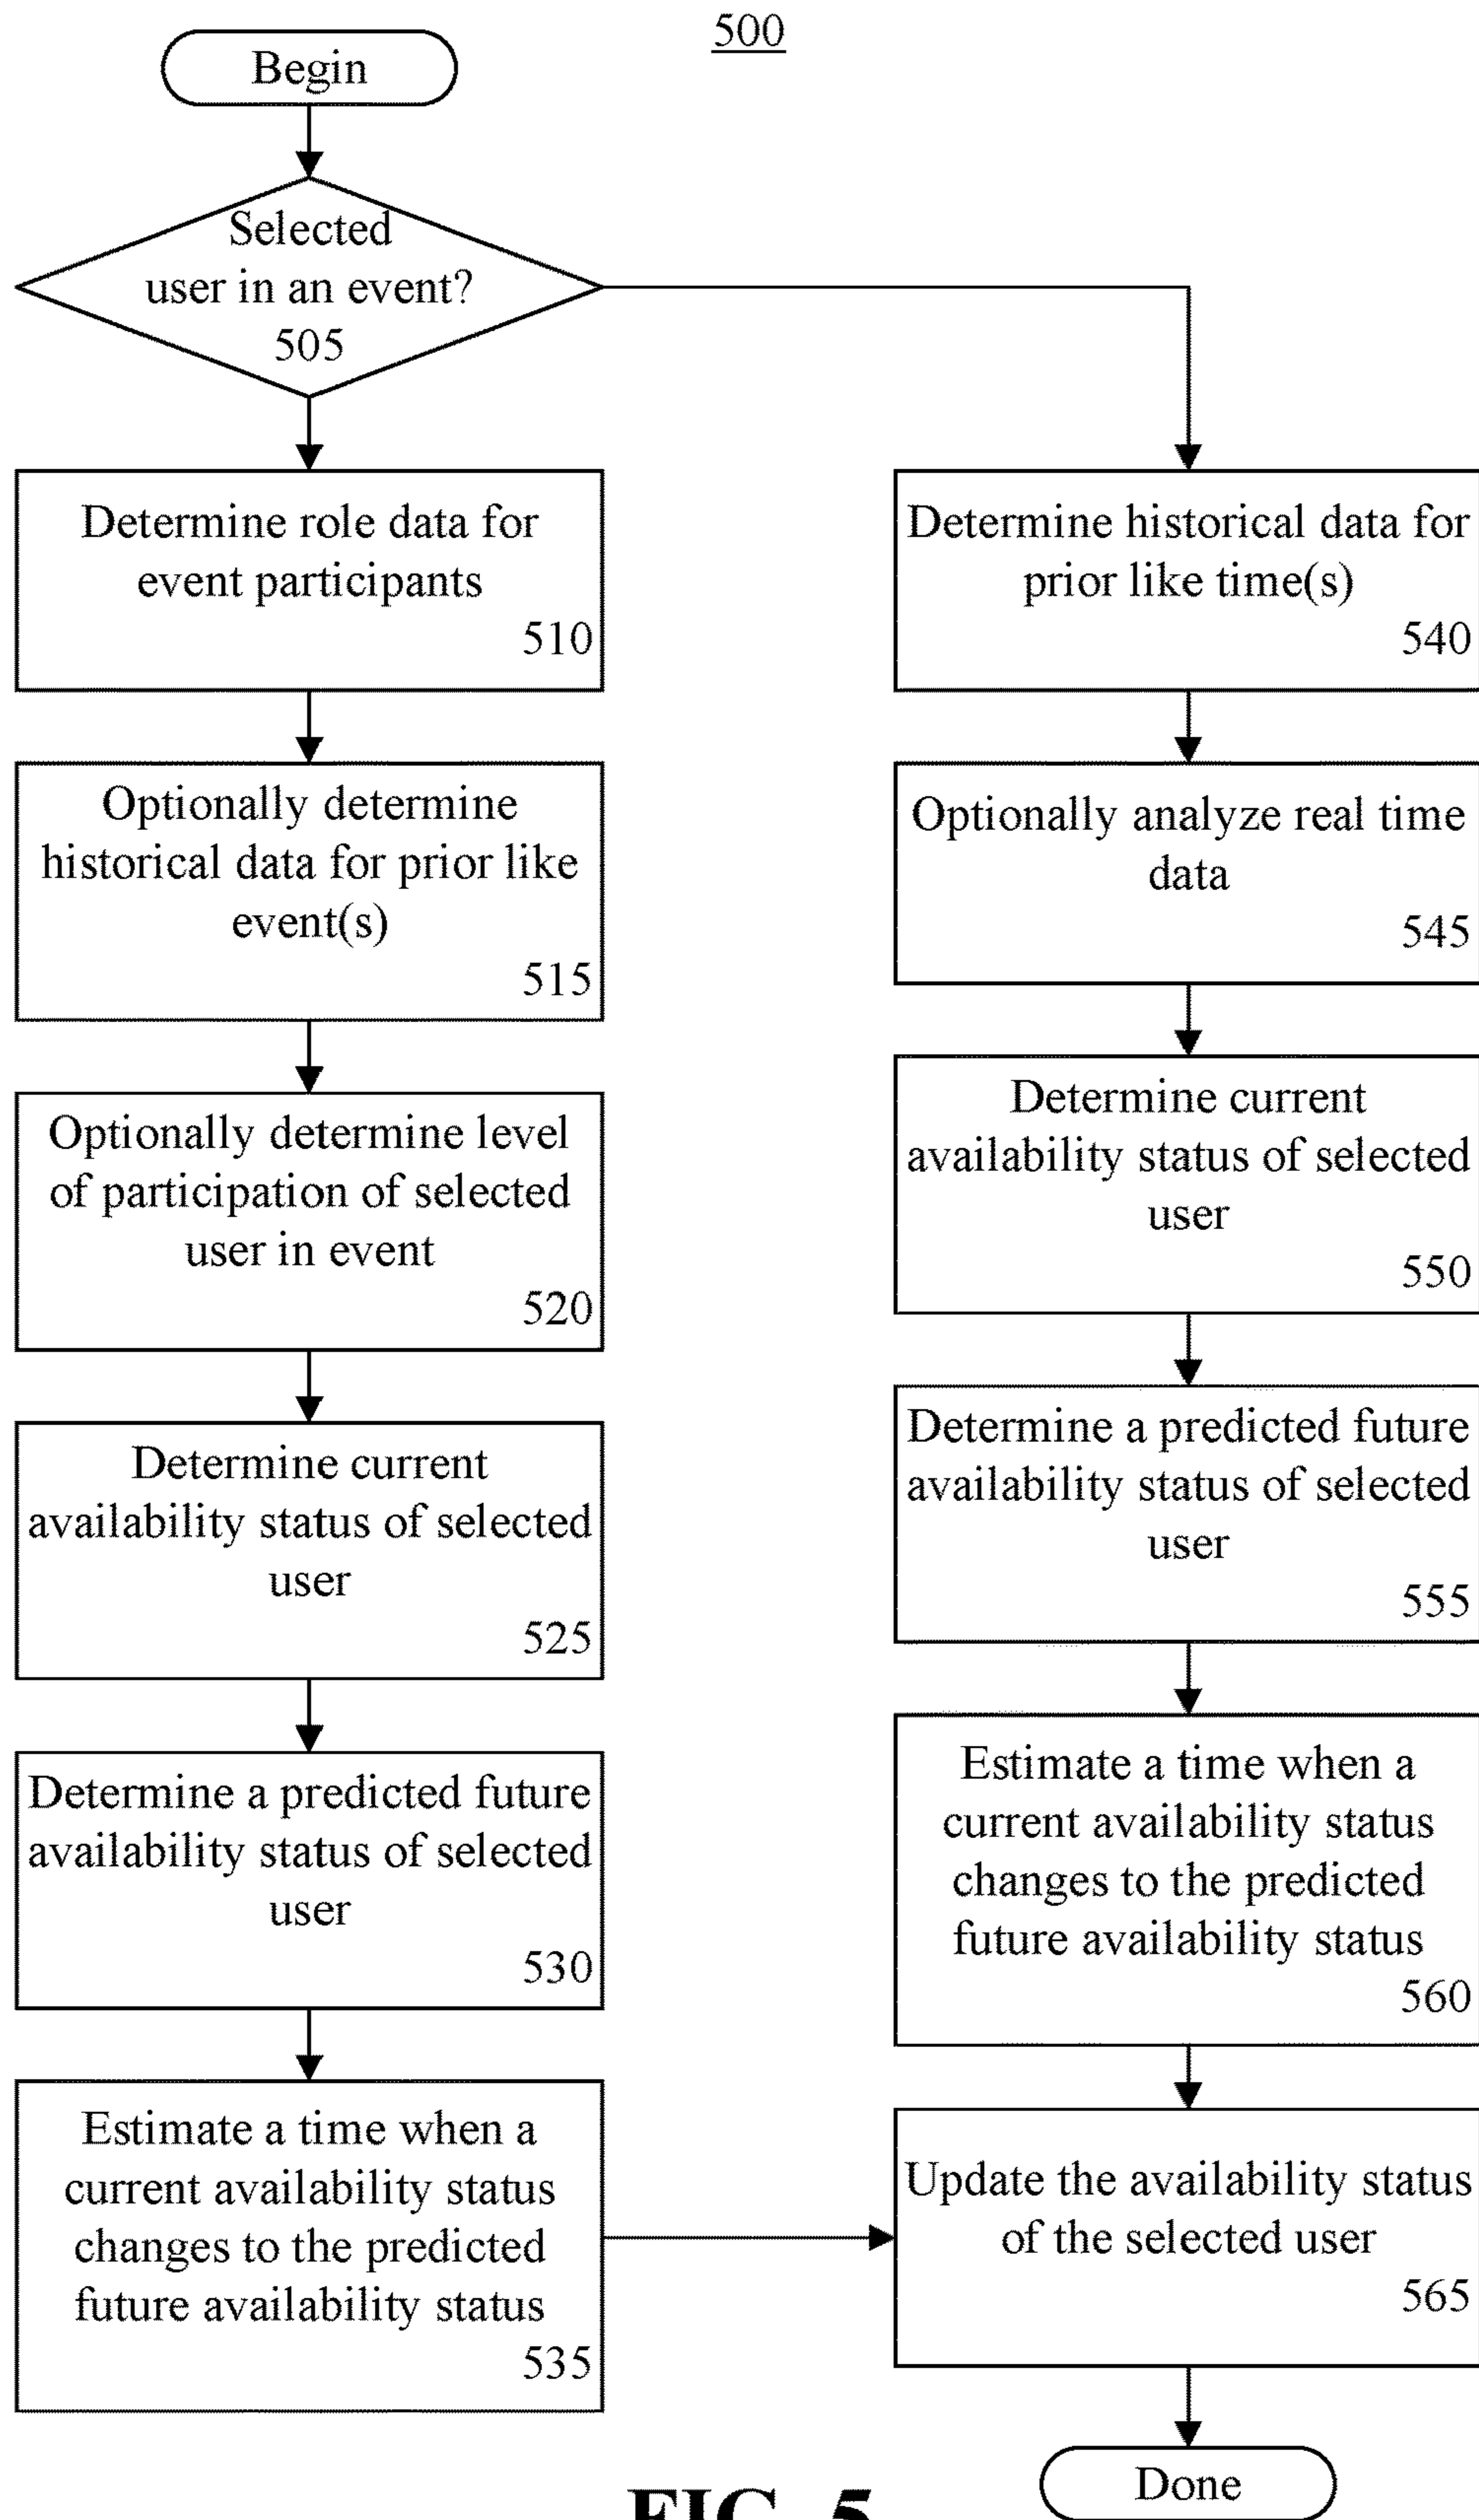 500
Begin
Selected
user in an event?
505
Determine role data for
event participants
510
Optionally determine
historical data for prior like
event(s)
515
Optionally determine level
of participation of selected
user in event
520
Determine current
availability status of selected
user
525
Determine a predicted future
availability status of selected
user
530
Estimate a time when a
current availability status
changes to the predicted
future availability status
535
Determine historical data for
prior like time(s)
540
Optionally analyze real time
data
545
Determine current
availability status of selected
user
550
Determine a predicted future
availability status of selected
user
555
Estimate a time when a
current availability status
changes to the predicted
future availability status
560
Update the availability status
of the selected user
565
Done
FIG. 5